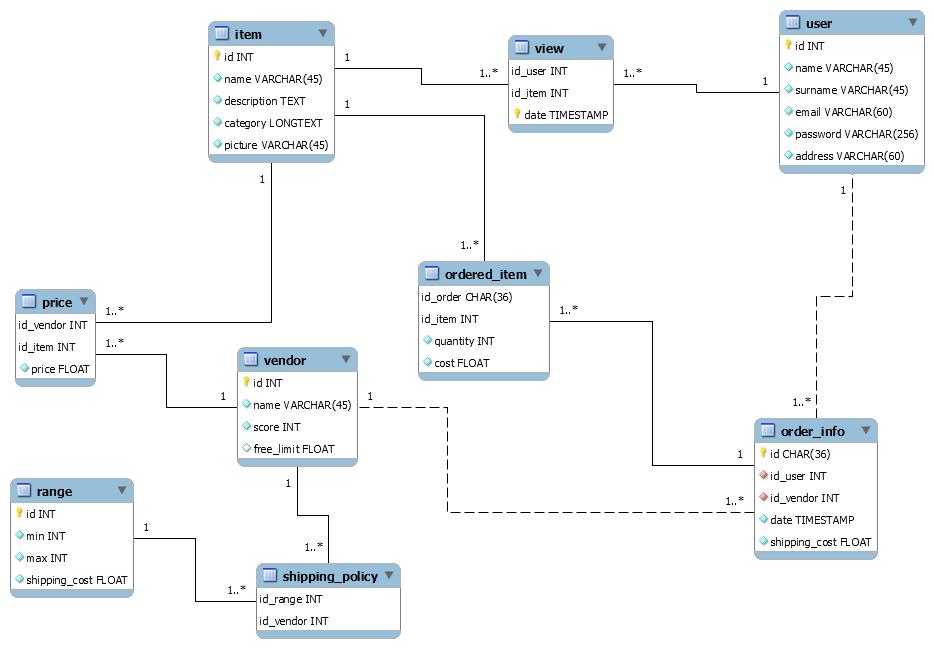 item
id INT
name VARCHAR(45)
description TEXT
category LONGTEXT
picture VARCHAR(45)
1
1
1
view
id_user INT
id_item INT
date TIMESTAMP
1..*
1..*
user
id INT
name VARCHAR(45)
surname VARCHAR(45)
email VARCHAR(60)
password VARCHAR(256)
address VARCHAR(60)
1
1
price
id_vendor INT
id_item INT
price FLOAT
1..*
1..*
ordered_item
id_order CHAR(36)
id_item INT
quantity INT
cost FLOAT
1..*
1..*
vendor
id INT
name VARCHAR(45)
score INT
free_limit FLOAT
1
1
1
order_info
id CHAR(36)
id_user INT
id_vendor INT
date TIMESTAMP
shipping_cost FLOAT
1..*
1
1..*
range
id INT
min INT
max INT
shipping_cost FLOAT
1
shipping_policy
id_range INT
id_vendor INT
1..*
1..*